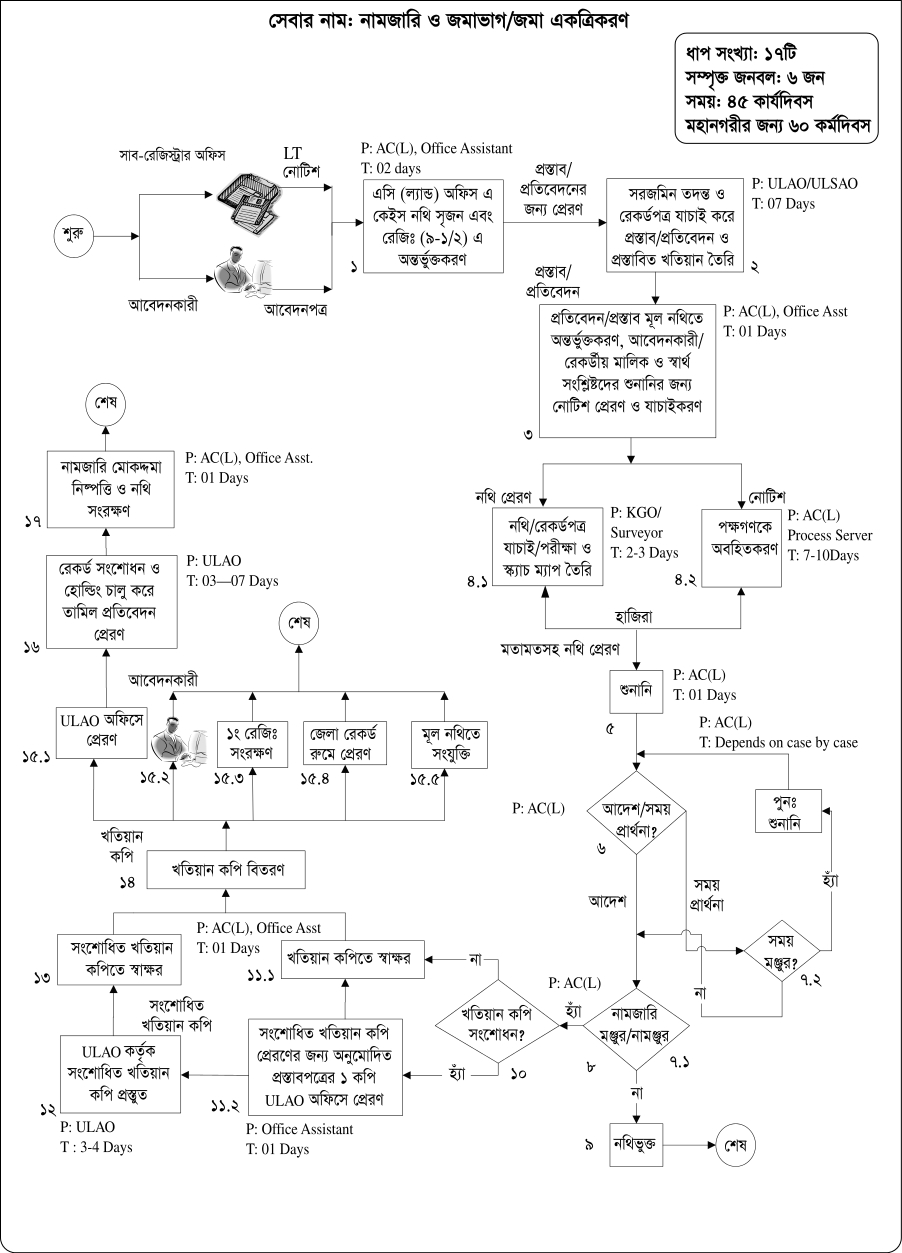 সেবার নাম: নামজারি ও জমাভাগ/জমা একত্রিকরণ
ধাপ সংখ্যা: ১৭টি
সম্পৃক্ত জনবল: ৬ জন
সময়: ৪৫ কার্যদিবস
মহানগরীর জন্য ৬০ কর্মদিবস
সাব-রেজিস্ট্রার অফিস
LT
নোটিশ
শুরু
আবেদনকারী
আবেদনপত্র
P: AC(L), Office Assistant
T: 02 days
এসি (ল্যান্ড) অফিস এ
কেইস নথি সৃজন এবং
রেজিঃ (৯-১/২) এ
অন্তর্ভুক্তকরণ
১
প্রস্তাব/
প্রতিবেদনের
জন্য প্রেরণ
সরজমিন তদন্ত ও
রেকর্ডপত্র যাচাই করে
প্রস্তাব/প্রতিবেদন ও
প্রস্তাবিত খতিয়ান তৈরি
২
P: ULAO/ULSAO
T: 07 Days
প্রস্তাব/
প্রতিবেদন
প্রতিবেদন/প্রস্তাব মূল নথিতে
অন্তর্ভুক্তকরণ, আবেদনকারী/
রেকর্ডীয় মালিক ও স্বার্থ
সংশ্লিষ্টদের শুনানির জন্য
নোটিশ প্রেরণ ও যাচাইকরণ
৩
P: AC(L), Office Asst
T: 01 Days
নথি প্রেরণ
নথি/রেকর্ডপত্র
যাচাই/পরীক্ষা ও
স্ক্যাচ ম্যাপ তৈরি
৪.১
P: KGO/
Surveyor
T: 2-3 Days
নোটিশ
পক্ষগণকে
অবহিতকরণ
৪.২
P: AC(L)
Process Server
T: 7-10Days
হাজিরা
মতামতসহ নথি প্রেরণ
শুনানি
৫
P: AC(L)
T: 01 Days
P: AC(L)
T: Depends on case by case
P: AC(L)
আদেশ/সময়
প্রার্থনা?
৬
পুনঃ
শুনানি
হ্যাঁ
আদেশ
সময়
প্রার্থনা
সময়
মঞ্জুর?
৭.২
না
P: AC(L)
হ্যাঁ
নামজারি
মঞ্জুর/নামঞ্জুর
৮
৭.১
না
৯
নথিভুক্ত
শেষ
খতিয়ান কপি
সংশোধন?
১০
না
হ্যাঁ
P: AC(L), Office Asst
T: 01 Days
খতিয়ান কপিতে স্বাক্ষর
১১.১
সংশোধিত খতিয়ান কপি
প্রেরণের জন্য অনুমোদিত
প্রস্তাবপত্রের ১ কপি
ULAO অফিসে প্রেরণ
১১.২
P: Office Assistant
T: 01 Days
ULAO কর্তৃক
সংশোধিত খতিয়ান
কপি প্রস্তুত
১২
P: ULAO
T : 3-4 Days
সংশোধিত
খতিয়ান কপি
সংশোধিত খতিয়ান
কপিতে স্বাক্ষর
১৩
খতিয়ান কপি বিতরণ
১৪
খতিয়ান
কপি
ULAO অফিসে
প্রেরণ
১৫.১
আবেদনকারী
১৫.২
১ং রেজিঃ
সংরক্ষণ
১৫.৩
জেলা রেকর্ড
রুমে প্রেরণ
১৫.৪
মূল নথিতে
সংযুক্তি
১৫.৫
শেষ
রেকর্ড সংশোধন ও
হোল্ডিং চালু করে
তামিল প্রতিবেদন
প্রেরণ
১৬
P: ULAO
T: 03—07 Days
নামজারি মোকদ্দমা
নিষ্পত্তি ও নথি
সংরক্ষণ
১৭
P: AC(L), Office Asst.
T: 01 Days
শেষ